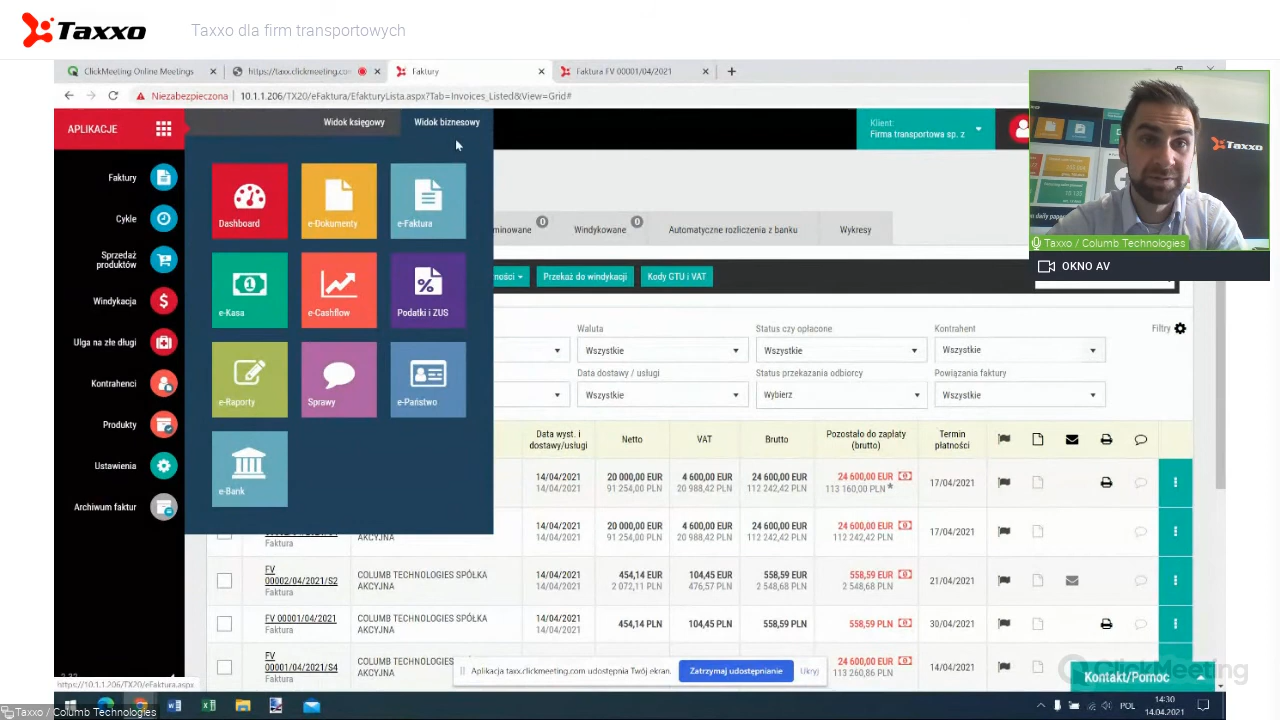 Taxxo
Taxxo dla firm transportowych
ClickMeeting Online Meetings
https://taxx.clickmeeting.co
Faktury
Faktura FV 00001/04/2021
Niezabezpieczona
10.1.1.206/TX20/eFaktura/EfakturyLista.aspx?Tab=Invoices_Listed&View=Grid#
APLIKACJE
Widok księgowy
Widok biznesowy
Klient:
Firma transportowa sp. z
Faktury
Cykle
Sprzedaż
produktów
Windykacja
Ulga na złe długi
Kontrahenci
Produkty
Ustawienia
Archiwum faktur
Dashboard
e-Dokumenty
e-Faktura
e-Kasa
e-Cashflow
Podatki i ZUS
e-Raporty
Sprawy
e-Państwo
e-Bank
minowane
0
Windykowane
0
Automatyczne rozliczenia z banku
Wykresy
ności
Przekaż do windykacji
Kody GTU i VAT
Taxxo
Taxxo / Columb Technologies
OKNO AV
Waluta
Status czy opłacone
Kontrahent
Filtry
Wszystkie
Wszystkie
Wszystkie
Data dostawy / usługi
Status przekazania odbiorcy
Powiązania faktury
Wszystkie
Wybierz
Wszystkie
Data wyst. i
dostawy/usługi
Netto
VAT
Brutto
Pozostało do zapłaty
(brutto)
Termin
płatności
14/04/2021
14/04/2021
20 000,00 EUR
91 254,00 PLN
4 600,00 EUR
20 988,42 PLN
24 600,00 EUR
112 242,42 PLN
24 600,00 EUR
113 160,00 PLN *
17/04/2021
Faktura
AKCYJNA
14/04/2021
14/04/2021
20 000,00 EUR
91 254,00 PLN
4 600,00 EUR
20 988,42 PLN
24 600,00 EUR
112 242,42 PLN
24 600,00 EUR
112 242,42 PLN
17/04/2021
FV
00002/04/2021/S2
Faktura
COLUMB TECHNOLOGIES SPÓŁKA
AKCYJNA
14/04/2021
14/04/2021
454,14 EUR
2 072,11 PLN
104,45 EUR
476,57 PLN
558,59 EUR
2 548,68 PLN
558,59 EUR
2 548,68 PLN
21/04/2021
FV 00001/04/2021
Faktura
COLUMB TECHNOLOGIES SPÓŁKA
AKCYJNA
14/04/2021
14/04/2021
454,14 PLN
104,45 PLN
558,59 PLN
558,59 PLN
30/04/2021
FV
00001/04/2021/S4
Faktura
COLUMB TECHNOLOGIES
AKCYJNA
24 600,00 EUR
113 260,86 PLN
14/04/2021
Aplikacja taxx.clickmeeting.com udostępnia Twój ekran.
Zatrzymaj udostępnianie
Ukryj
ClickMeeting
Kontakt/Pomoc
https://10.1.1.206/TX20/eFaktura.aspx
Taxxo / Columb Technologies
POL
14:30
14.04.2021